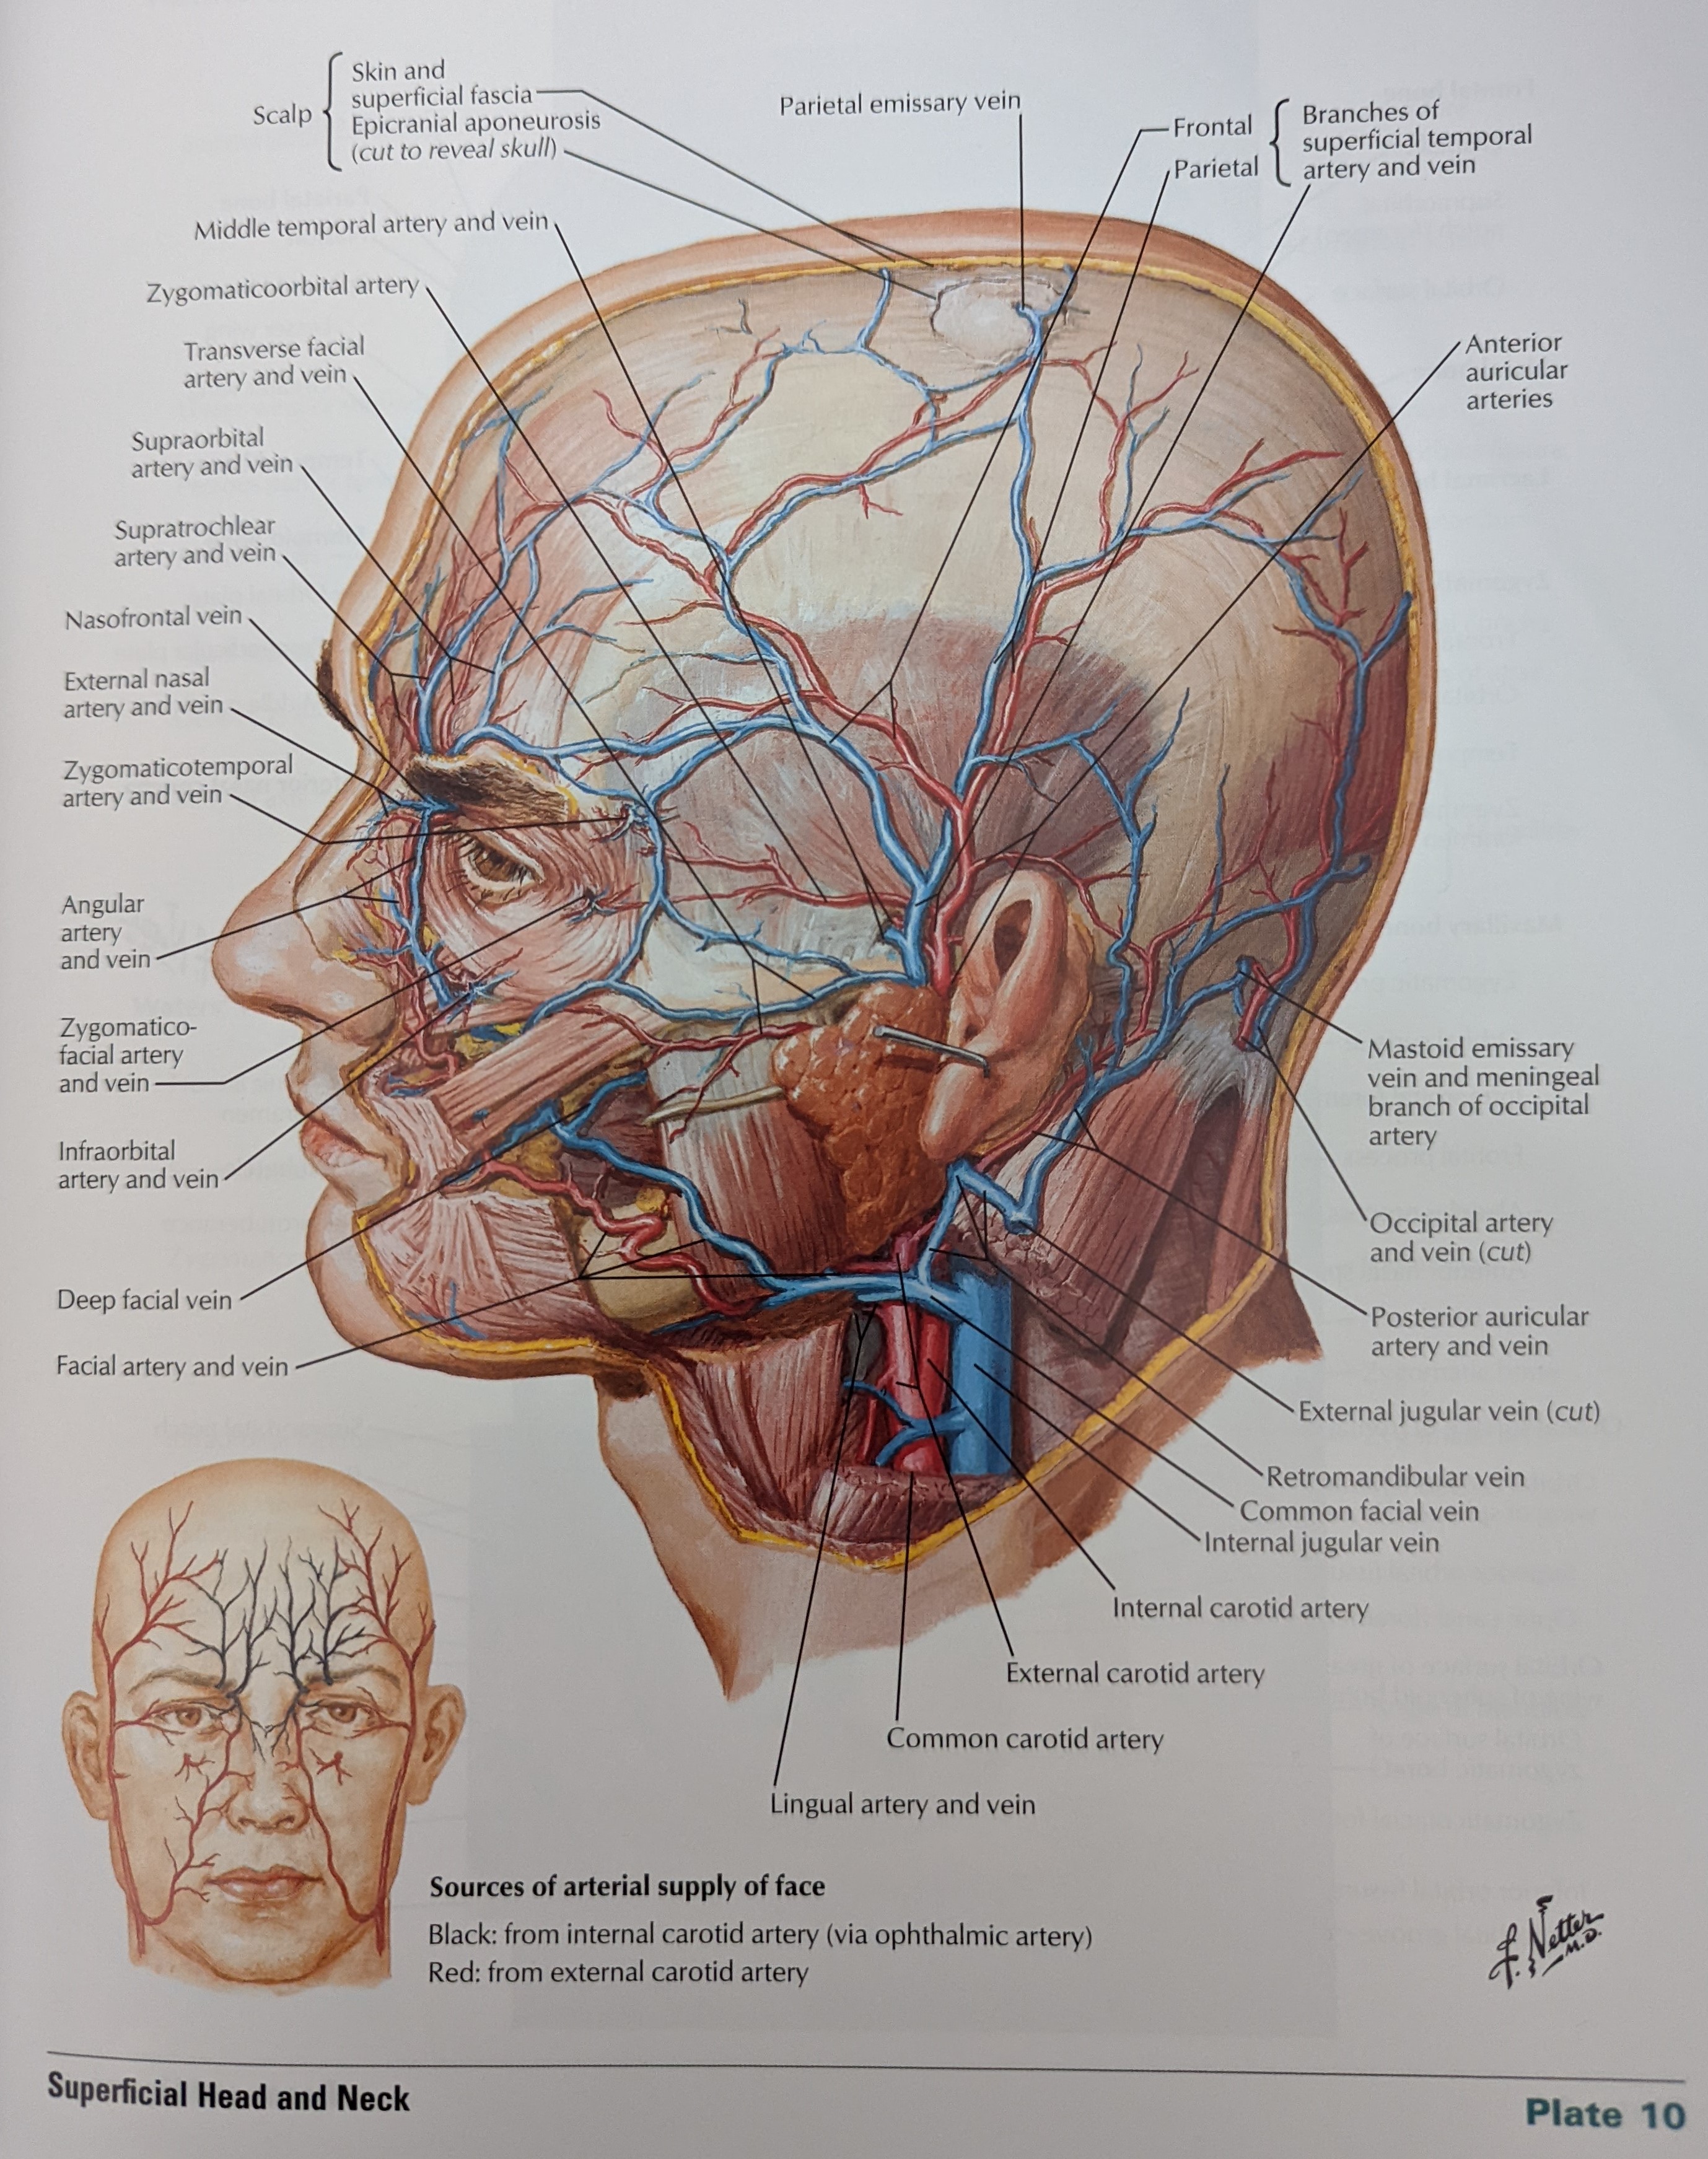 Scalp
Skin and
superficial fascia
Epicranial aponeurosis
(cut to reveal skull)
Parietal emissary vein
Frontal
Parietal
Branches of
superficial temporal
artery and vein
Middle temporal artery and vein
Zygomaticoorbital artery
Transverse facial
artery and vein
Supraorbital
artery and vein
Supratrochlear
artery and vein
Nasofrontal vein
External nasal
artery and vein
Zygomaticotemporal
artery and vein
Angular
artery
and vein
Zygomatico-
facial artery
and vein
Infraorbital
artery and vein
Deep facial vein
Facial artery and vein
Anterior
auricular
arteries
Mastoid emissary
vein and meningeal
branch of occipital
artery
Occipital artery
and vein (cut)
Posterior auricular
artery and vein
External jugular vein (cut)
Retromandibular vein
Common facial vein
Internal jugular vein
Internal carotid artery
External carotid artery
Common carotid artery
Lingual artery and vein
Sources of arterial supply of face
Black: from internal carotid artery (via ophthalmic artery)
Red: from external carotid artery
F. Netter
M.D.
Superficial Head and Neck
Plate 10